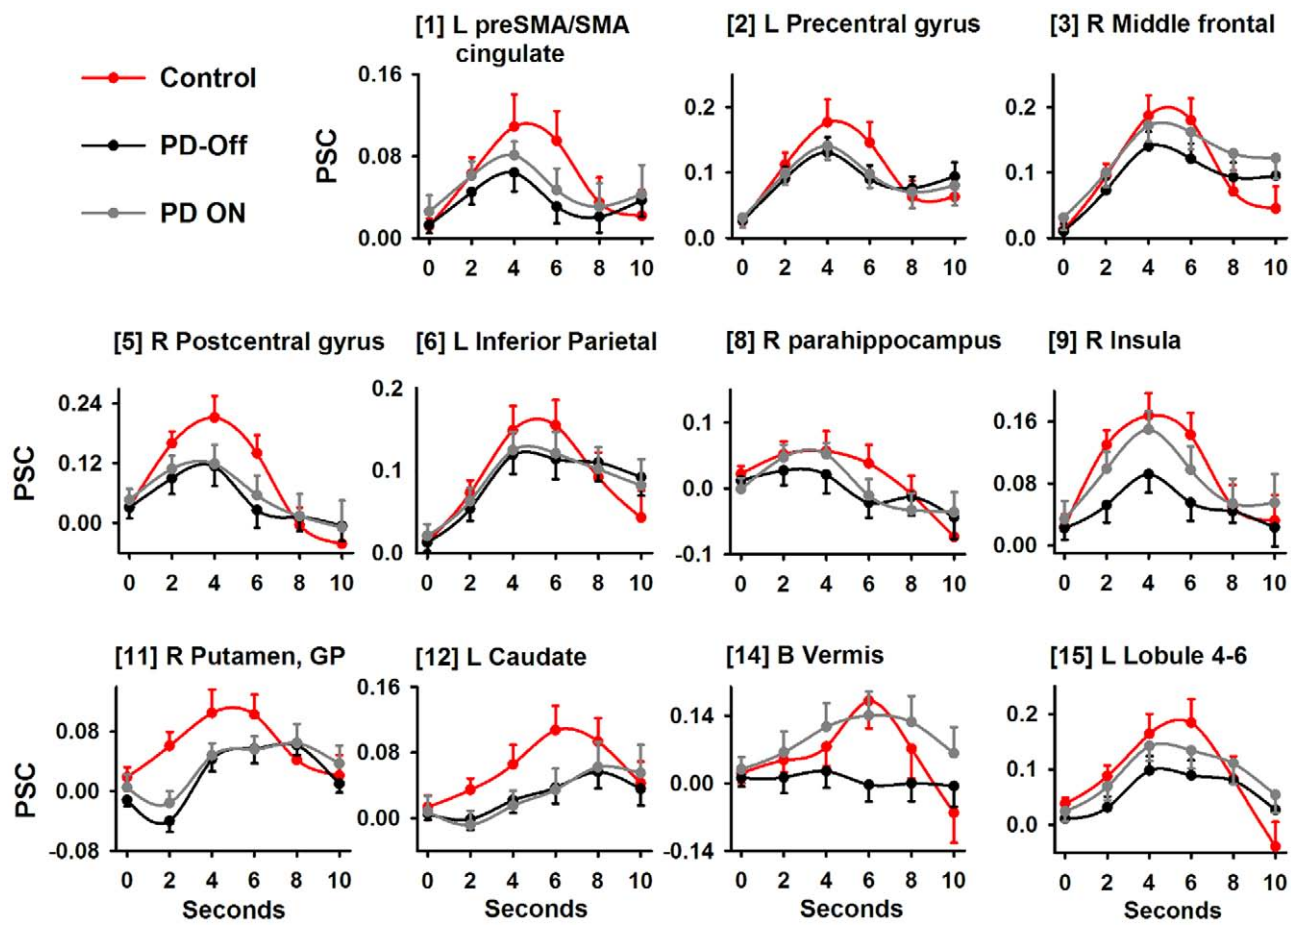 Control
PD-Off
PD ON
[1] L preSMA/SMA
cingulate
PSC
0.16
0.08
0.00
0 2 4 6 8 10
[2] L Precentral gyrus
0.2
0.1
0.0
0 2 4 6 8 10
[3] R Middle frontal
0.2
0.1
0.0
0 2 4 6 8 10
[5] R Postcentral gyrus
PSC
0.24
0.12
0.00
0 2 4 6 8 10
[6] L Inferior Parietal
0.2
0.1
0.0
0 2 4 6 8 10
[8] R parahippocampus
0.1
0.0
-0.1
0 2 4 6 8 10
[9] R Insula
0.16
0.08
0.00
0 2 4 6 8 10
[11] R Putamen, GP
PSC
0.08
0.00
-0.08
0 2 4 6 8 10
Seconds
[12] L Caudate
0.16
0.08
0.00
0 2 4 6 8 10
Seconds
[14] B Vermis
0.14
0.00
-0.14
0 2 4 6 8 10
Seconds
[15] L Lobule 4-6
0.2
0.1
0.0
0 2 4 6 8 10
Seconds